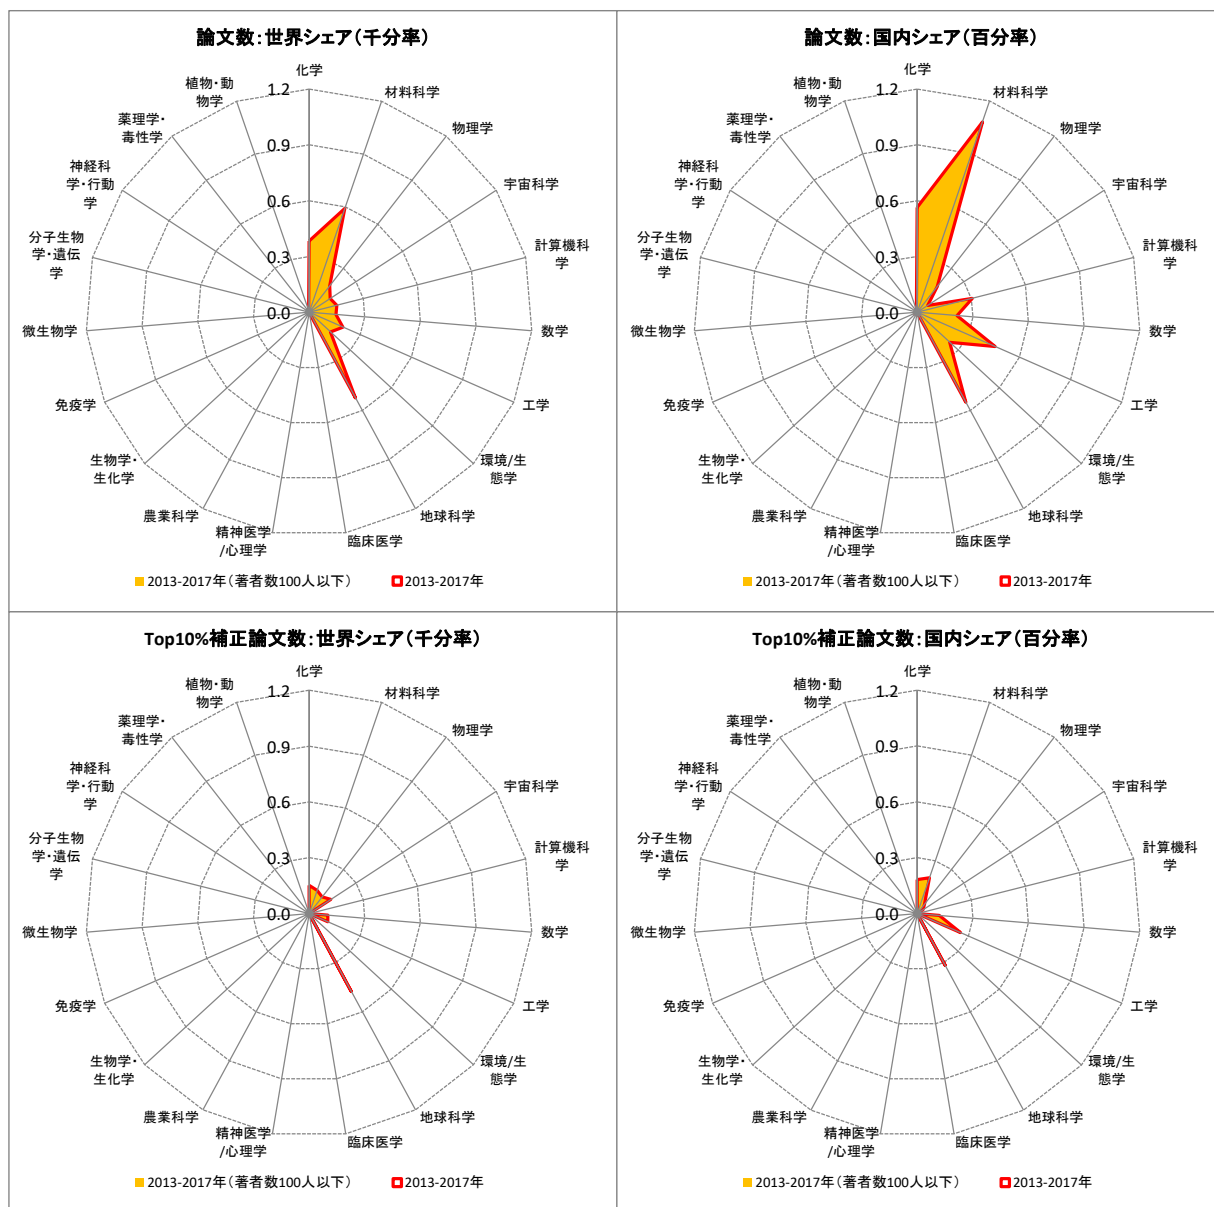 論文数：世界シェア（千分率）
化学
材料科学
物理学
宇宙科学
計算機科
学
数学
工学
環境/生
態学
地球科学
臨床医学
精神医学
/心理学
農業科学
生物学・
生化学
免疫学
微生物学
分子生物
学・遺伝
学
神経科
学・行動
学
薬理学・
毒性学
植物・動
物学
1.2
0.9
0.6
0.3
0.0
2013-2017年（著者数100人以下）
2013-2017年
論文数：国内シェア（百分率）
化学
材料科学
物理学
宇宙科学
計算機科
学
数学
工学
環境/生
態学
地球科学
臨床医学
精神医学
/心理学
農業科学
生物学・
生化学
免疫学
微生物学
分子生物
学・遺伝
学
神経科
学・行動
学
薬理学・
毒性学
植物・動
物学
1.2
0.9
0.6
0.3
0.0
2013-2017年（著者数100人以下）
2013-2017年
Top10%補正論文数：世界シェア（千分率）
化学
材料科学
物理学
宇宙科学
計算機科
学
数学
工学
環境/生
態学
地球科学
臨床医学
精神医学
/心理学
農業科学
生物学・
生化学
免疫学
微生物学
分子生物
学・遺伝
学
神経科
学・行動
学
薬理学・
毒性学
植物・動
物学
1.2
0.9
0.6
0.3
0.0
2013-2017年（著者数100人以下）
2013-2017年
Top10%補正論文数：国内シェア（百分率）
化学
材料科学
物理学
宇宙科学
計算機科
学
数学
工学
環境/生
態学
地球科学
臨床医学
精神医学
/心理学
農業科学
生物学・
生化学
免疫学
微生物学
分子生物
学・遺伝
学
神経科
学・行動
学
薬理学・
毒性学
植物・動
物学
1.2
0.9
0.6
0.3
0.0
2013-2017年（著者数100人以下）
2013-2017年